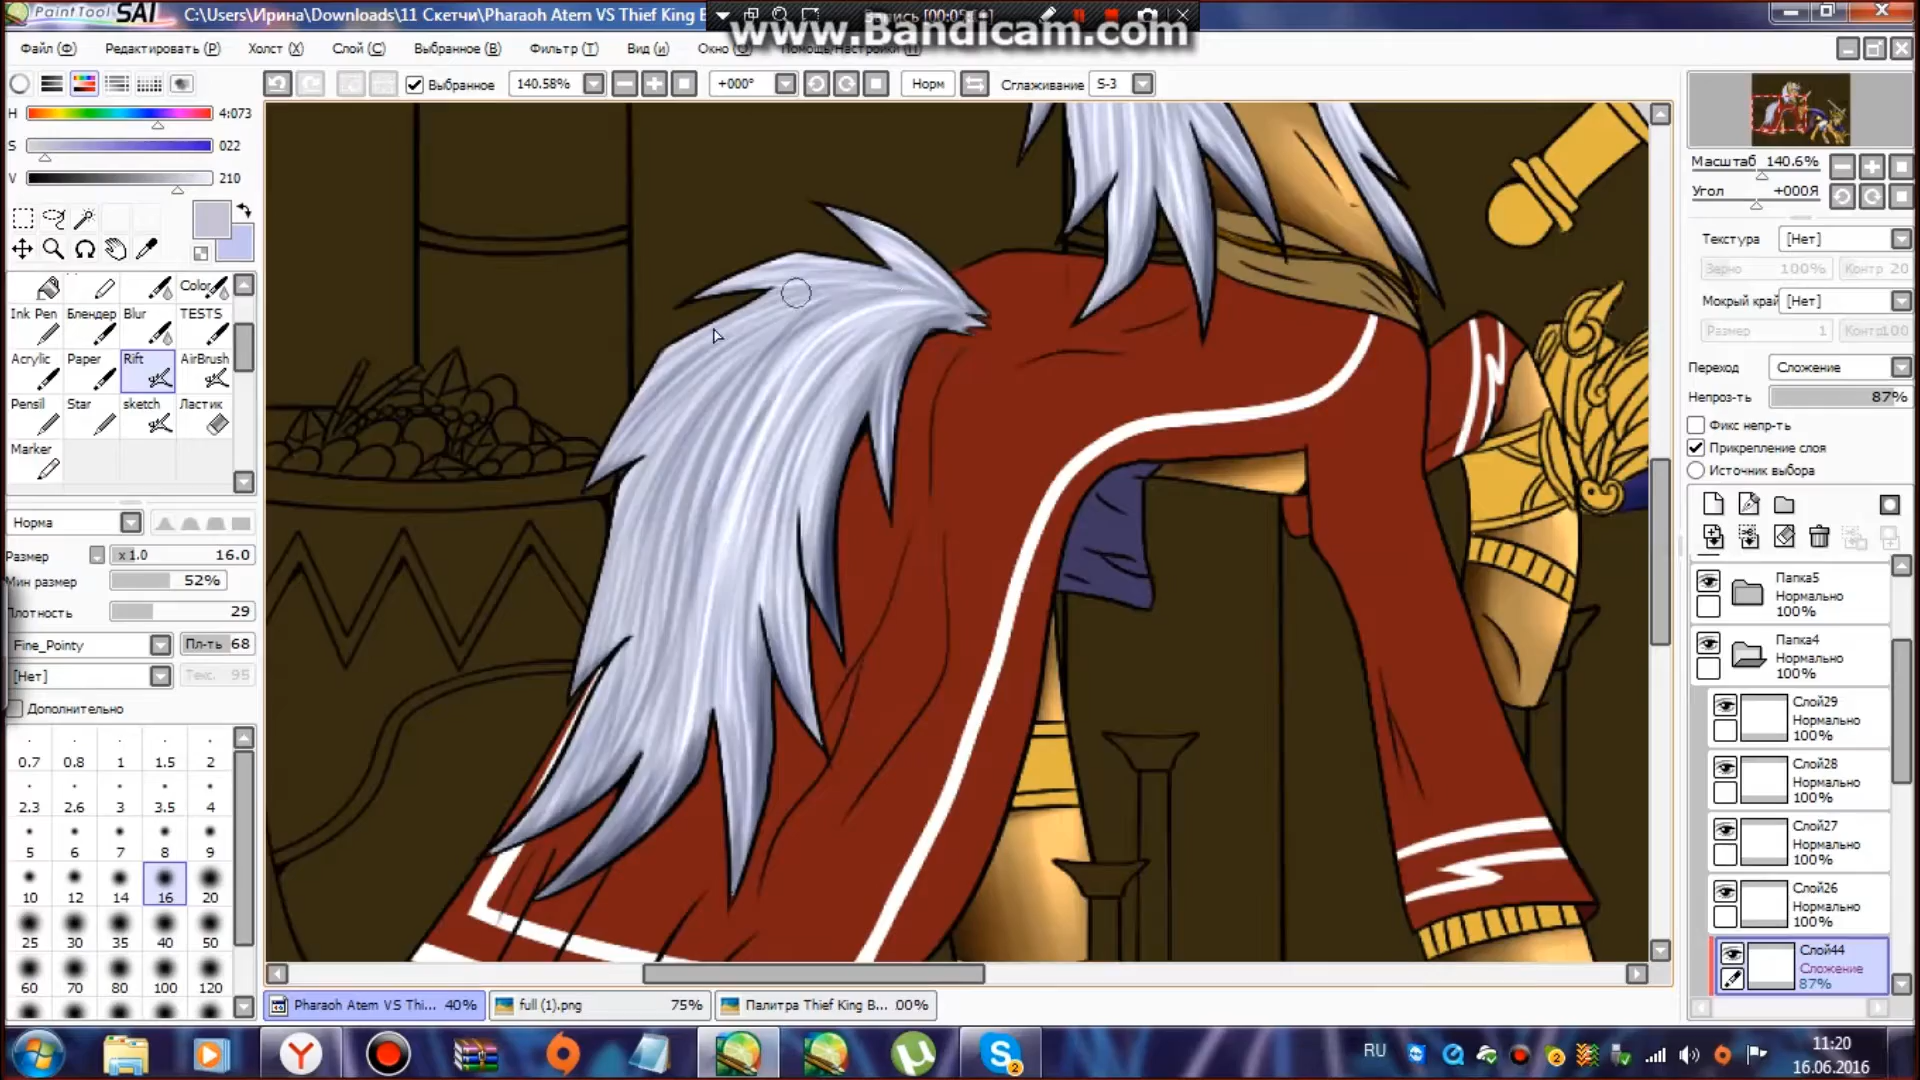 PaintTool SAI C:\Users\Ирина\Downloads\11 Скетчи\Pharaoh Atem VS Thief King B
www.Bandicam.com
Файл (Ф) Редактировать (Р) Холст (X) Слой (С) Выбранное (В) Фильтр (Т) Вид (и) Окно
Выбранное 140.58% +000° Норм Сглаживание S-3
H 4:073
S 022
V 210
Color
Ink Pen Блендер Blur TESTS
Acrylic Paper Rift AirBrush
Pensil Star sketch Ластик
Marker
Норма
Размер x1.0 16.0
Мин размер 52%
Плотность 29
Fine_Pointy Пл-ть 68
[Нет] Текс. 95
Дополнительно
0.7 0.8 1 1.5 2
2.3 2.6 3 3.5 4
5 6 7 8 9
10 12 14 16 20
25 30 35 40 50
60 70 80 100 120
Масштаб 140.6%
Угол +000Я
Текстура [Нет]
Зерно 100% Контр 20
Мокрый край [Нет]
Размер 1 Контр100
Переход Сложение
Непроз-ть 87%
Фикс непр-ть
Прикрепление слоя
Источник выбора
Папка5
Нормально
100%
Папка4
Нормально
100%
Слой29
Нормально
100%
Слой28
Нормально
100%
Слой27
Нормально
100%
Слой26
Нормально
100%
Слой44
Сложение
87%
Pharaoh Atem VS Thi... 40% full (1).png 75% Палитра Thief King B... 00%
RU 11:20
16.06.2016